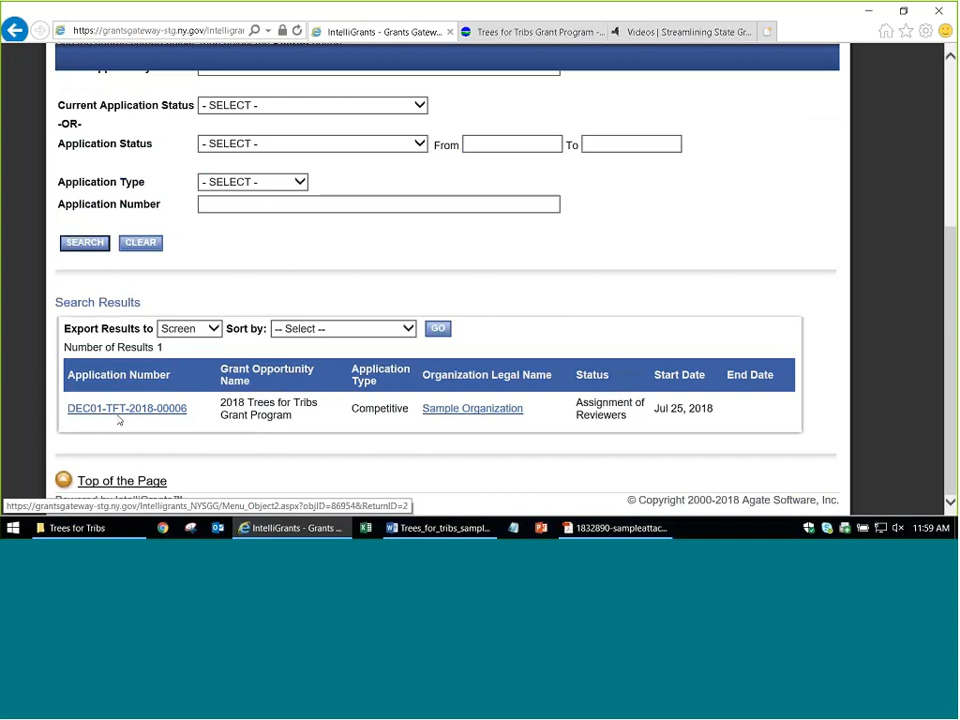 https://grantsgateway-stg.ny.gov/Intelligrar
IntelliGrants - Grants Gatew...
Trees for Tribs Grant Program -...
Videos | Streamlining State Gr...
Current Application Status
- SELECT -
-OR-
Application Status
- SELECT -
From
To
Application Type
- SELECT -
Application Number
SEARCH
CLEAR
Search Results
Export Results to
Screen
Sort by:
-- Select --
GO
Number of Results 1
Application Number
Grant Opportunity
Name
Application
Type
Organization Legal Name
Status
Start Date
End Date
DEC01-TFT-2018-00006
2018 Trees for Tribs
Grant Program
Competitive
Sample Organization
Assignment of
Reviewers
Jul 25, 2018
Top of the Page
© Copyright 2000-2018 Agate Software, Inc.
https://grantsgateway-stg.ny.gov/Intelligrants_NYSGG/Menu_Object2.aspx?objID=86954&ReturnID=2
Trees for Tribs
IntelliGrants - Grants ...
Trees_for_tribs_sampl...
1832890-sampleattac...
11:59 AM